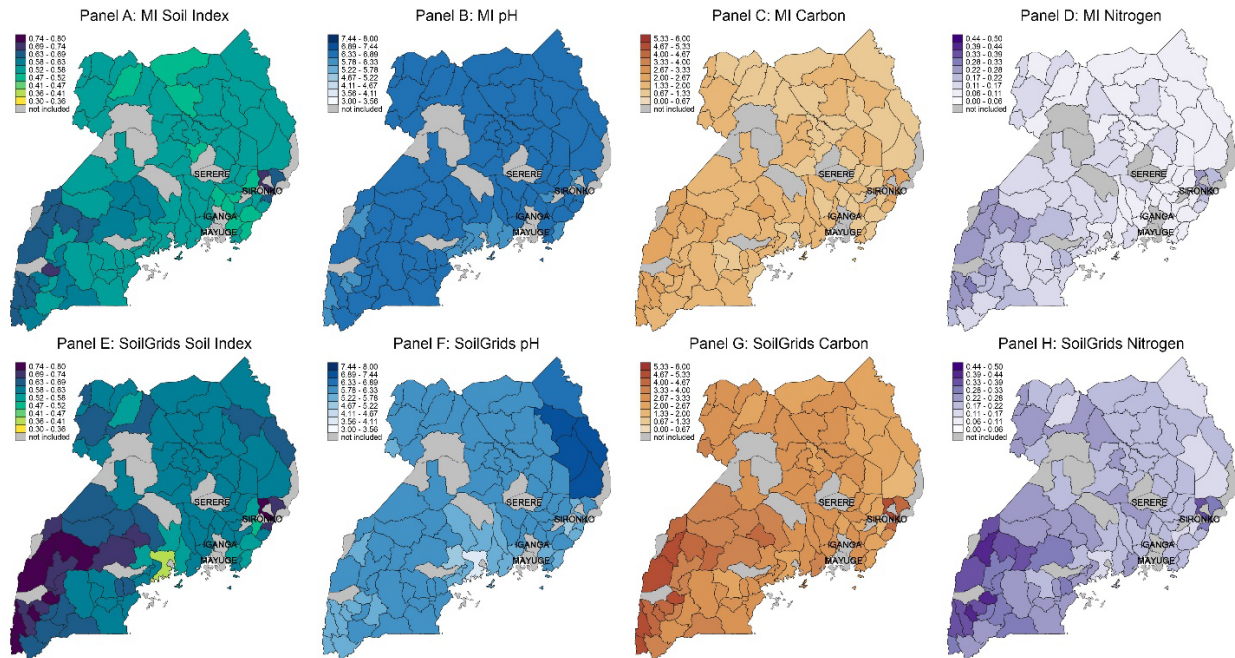 Panel A: MI Soil Index
0.74 - 0.80
0.69 - 0.74
0.63 - 0.69
0.58 - 0.63
0.52 - 0.58
0.47 - 0.52
0.41 - 0.47
0.36 - 0.41
0.30 - 0.36
not included
SERERE
SIRONKO
IGANGA
MAYUGE
Panel B: MI pH
7.44 - 8.00
6.89 - 7.44
6.33 - 6.89
5.78 - 6.33
5.22 - 5.78
4.67 - 5.22
4.11 - 4.67
3.56 - 4.11
3.00 - 3.56
not included
SERERE
SIRONKO
IGANGA
MAYUGE
Panel C: MI Carbon
5.33 - 6.00
4.67 - 5.33
4.00 - 4.67
3.33 - 4.00
2.67 - 3.33
2.00 - 2.67
1.33 - 2.00
0.67 - 1.33
0.00 - 0.67
not included
SERERE
SIRONKO
IGANGA
MAYUGE
Panel D: MI Nitrogen
0.44 - 0.50
0.39 - 0.44
0.33 - 0.39
0.28 - 0.33
0.22 - 0.28
0.17 - 0.22
0.11 - 0.17
0.06 - 0.11
0.00 - 0.06
not included
SERERE
SIRONKO
IGANGA
MAYUGE
Panel E: SoilGrids Soil Index
0.74 - 0.80
0.69 - 0.74
0.63 - 0.69
0.58 - 0.63
0.52 - 0.58
0.47 - 0.52
0.41 - 0.47
0.36 - 0.41
0.30 - 0.36
not included
SERERE
SIRONKO
IGANGA
MAYUGE
Panel F: SoilGrids pH
7.44 - 8.00
6.89 - 7.44
6.33 - 6.89
5.78 - 6.33
5.22 - 5.78
4.67 - 5.22
4.11 - 4.67
3.56 - 4.11
3.00 - 3.56
not included
SERERE
SIRONKO
IGANGA
MAYUGE
Panel G: SoilGrids Carbon
5.33 - 6.00
4.67 - 5.33
4.00 - 4.67
3.33 - 4.00
2.67 - 3.33
2.00 - 2.67
1.33 - 2.00
0.67 - 1.33
0.00 - 0.67
not included
SERERE
SIRONKO
IGANGA
MAYUGE
Panel H: SoilGrids Nitrogen
0.44 - 0.50
0.39 - 0.44
0.33 - 0.39
0.28 - 0.33
0.22 - 0.28
0.17 - 0.22
0.11 - 0.17
0.06 - 0.11
0.00 - 0.06
not included
SERERE
SIRONKO
IGANGA
MAYUGE